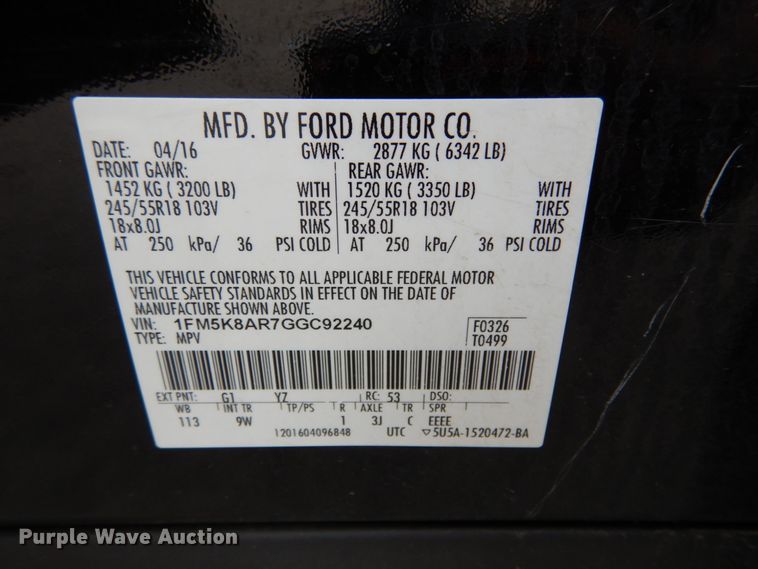 MFD. BY FORD MOTOR CO.
DATE: 04/16 GVWR: 2877 KG ( 6342 LB)
FRONT GAWR: REAR GAWR:
1452 KG ( 3200 LB) WITH 1520 KG ( 3350 LB) WITH
245/55R18 103V TIRES 245/55R18 103V TIRES
18x8.0J RIMS 18x8.0J RIMS
AT 250 kPa/ 36 PSI COLD AT 250 kPa/ 36 PSI COLD
THIS VEHICLE CONFORMS TO ALL APPLICABLE FEDERAL MOTOR
VEHICLE SAFETY STANDARDS IN EFFECT ON THE DATE OF
MANUFACTURE SHOWN ABOVE.
VIN: 1FM5K8AR7GGC92240 F0326
TYPE: MPV T0499
EXT PNT: G1 YZ RC: 53 DSO:
WB INT TR TP/PS R AXLE TR SPR
113 9W 1 3J C EEEE
1201604096848 UTC ▽5U5A-1520472-BA
Purple Wave Auction